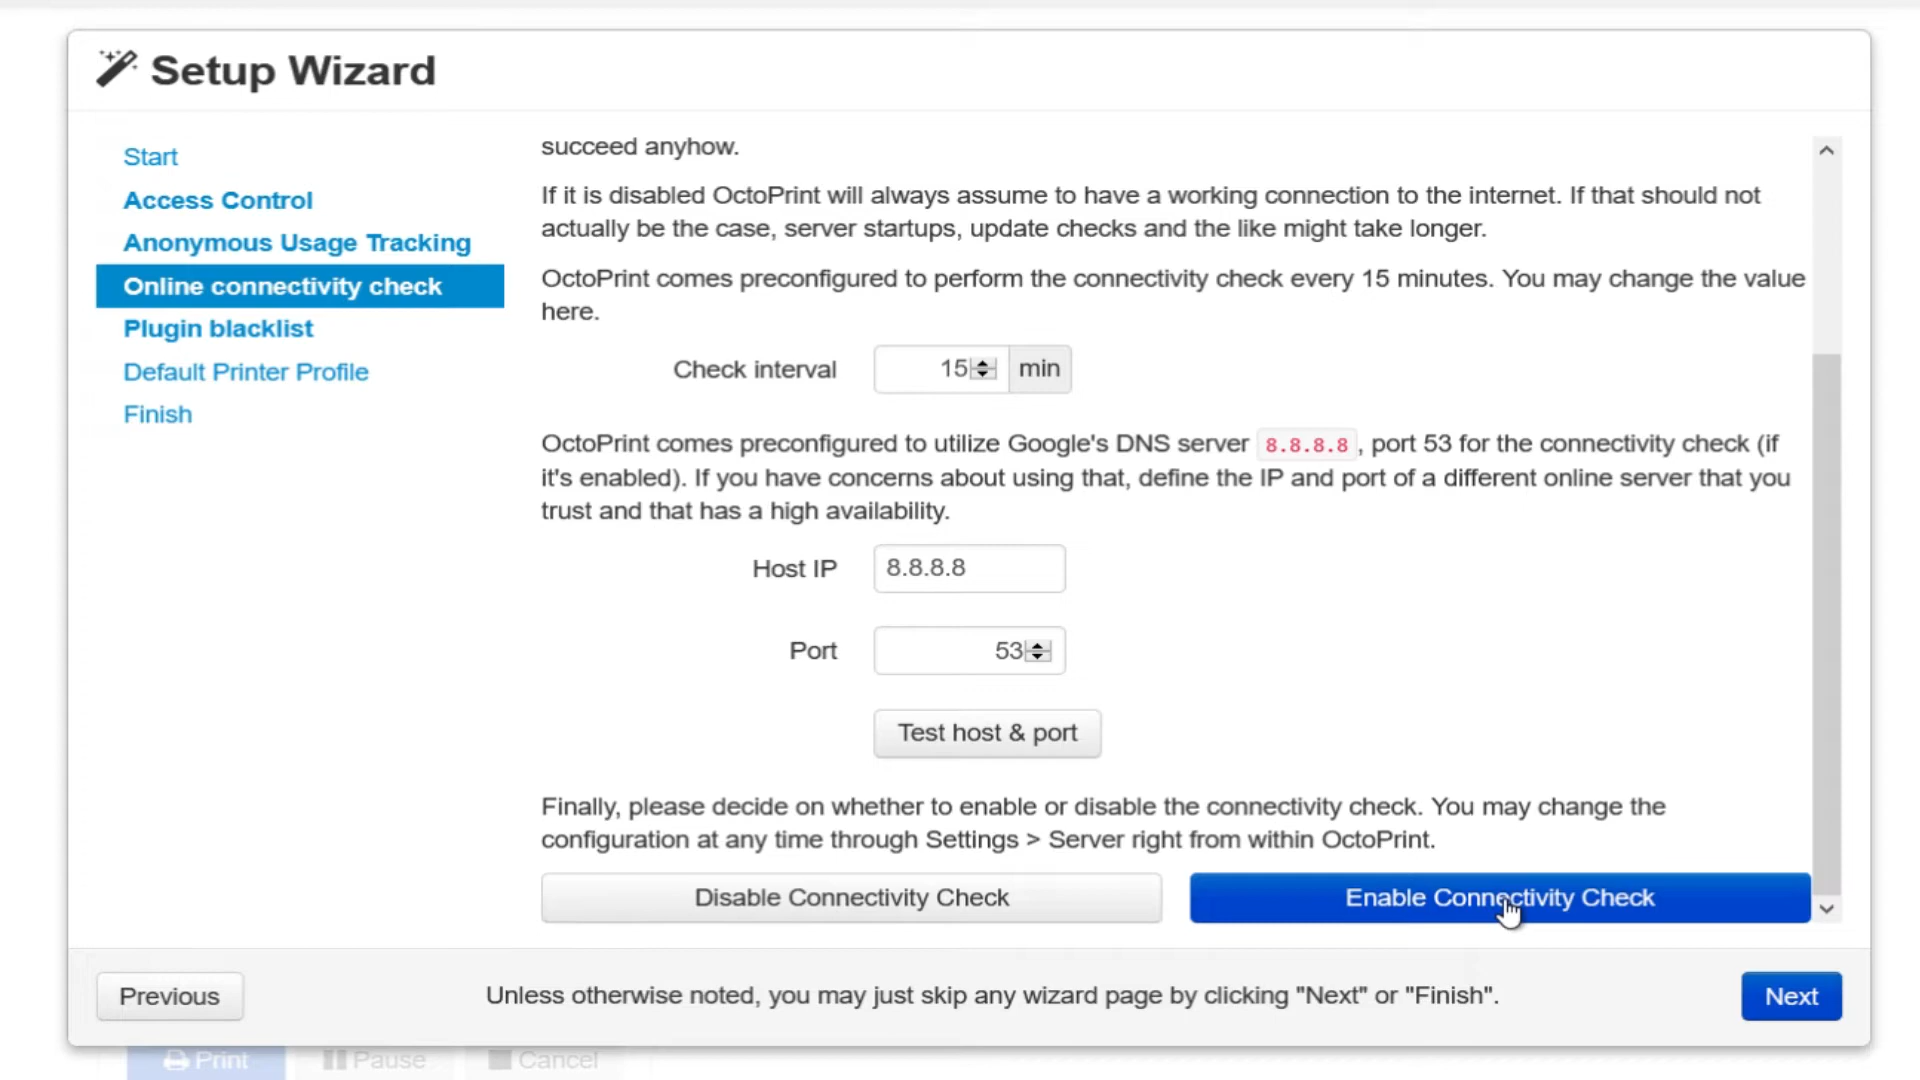 Setup Wizard
Start
Access Control
Anonymous Usage Tracking
Online connectivity check
Plugin blacklist
Default Printer Profile
Finish
succeed anyhow.
If it is disabled OctoPrint will always assume to have a working connection to the internet. If that should not
actually be the case, server startups, update checks and the like might take longer.
OctoPrint comes preconfigured to perform the connectivity check every 15 minutes. You may change the value
here.
Check interval 15 min
OctoPrint comes preconfigured to utilize Google's DNS server 8.8.8.8, port 53 for the connectivity check (if
it's enabled). If you have concerns about using that, define the IP and port of a different online server that you
trust and that has a high availability.
Host IP 8.8.8.8
Port 53
Test host & port
Finally, please decide on whether to enable or disable the connectivity check. You may change the
configuration at any time through Settings > Server right from within OctoPrint.
Disable Connectivity Check Enable Connectivity Check
Previous Unless otherwise noted, you may just skip any wizard page by clicking "Next" or "Finish". Next
Print Pause Cancel